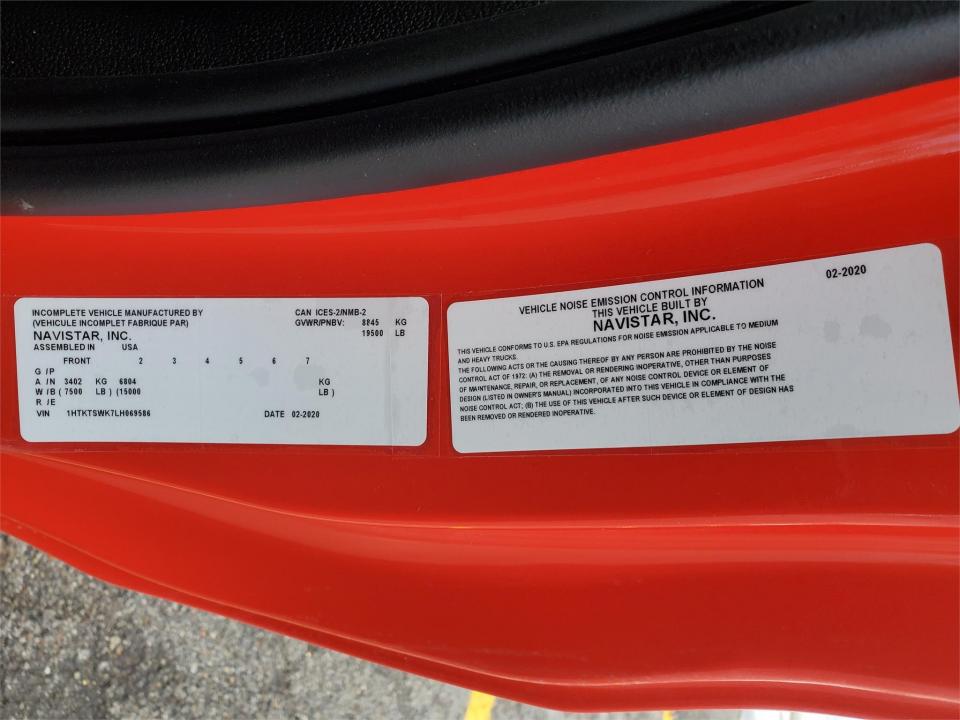 INCOMPLETE VEHICLE MANUFACTURED BY
(VEHICULE INCOMPLET FABRIQUE PAR)
NAVISTAR, INC.
ASSEMBLED IN USA
CAN ICES-2/NMB-2
GVWR/PNBV: 8845 KG
19500 LB
FRONT 2 3 4 5 6 7
G / P
A / N 3402 KG 6804 KG
W / B ( 7500 LB ) (15000 LB )
R / E
VIN 1HTKTSWK7LH069586 DATE 02-2020
VEHICLE NOISE EMISSION CONTROL INFORMATION
02-2020
THIS VEHICLE BUILT BY
NAVISTAR, INC.
THIS VEHICLE CONFORMS TO U.S. EPA REGULATIONS FOR NOISE EMISSION APPLICABLE TO MEDIUM
AND HEAVY TRUCKS.
THE FOLLOWING ACTS OR THE CAUSING THEREOF BY ANY PERSON ARE PROHIBITED BY THE NOISE
CONTROL ACT OF 1972: (A) THE REMOVAL OR RENDERING INOPERATIVE, OTHER THAN PURPOSES
OF MAINTENANCE, REPAIR, OR REPLACEMENT, OF ANY NOISE CONTROL DEVICE OR ELEMENT OF
DESIGN (LISTED IN OWNER'S MANUAL) INCORPORATED INTO THIS VEHICLE IN COMPLIANCE WITH THE
NOISE CONTROL ACT; (B) THE USE OF THIS VEHICLE AFTER SUCH DEVICE OR ELEMENT OF DESIGN HAS
BEEN REMOVED OR RENDERED INOPERATIVE.